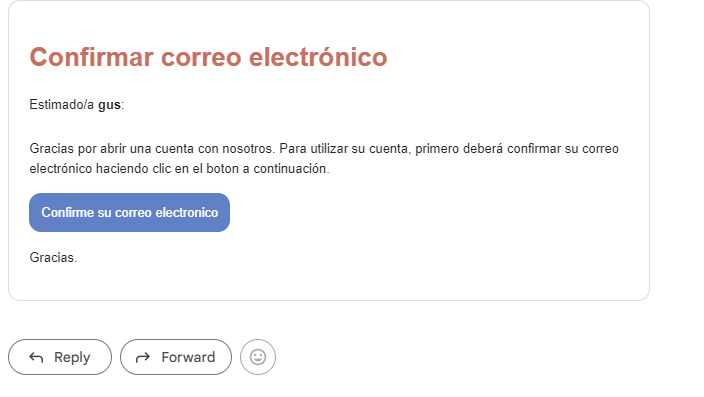 Confirmar correo electrónico
Estimado/a gus:
Gracias por abrir una cuenta con nosotros. Para utilizar su cuenta, primero deberá confirmar su correo
electrónico haciendo clic en el boton a continuación.
Confirme su correo electronico
Gracias.
Reply
Forward